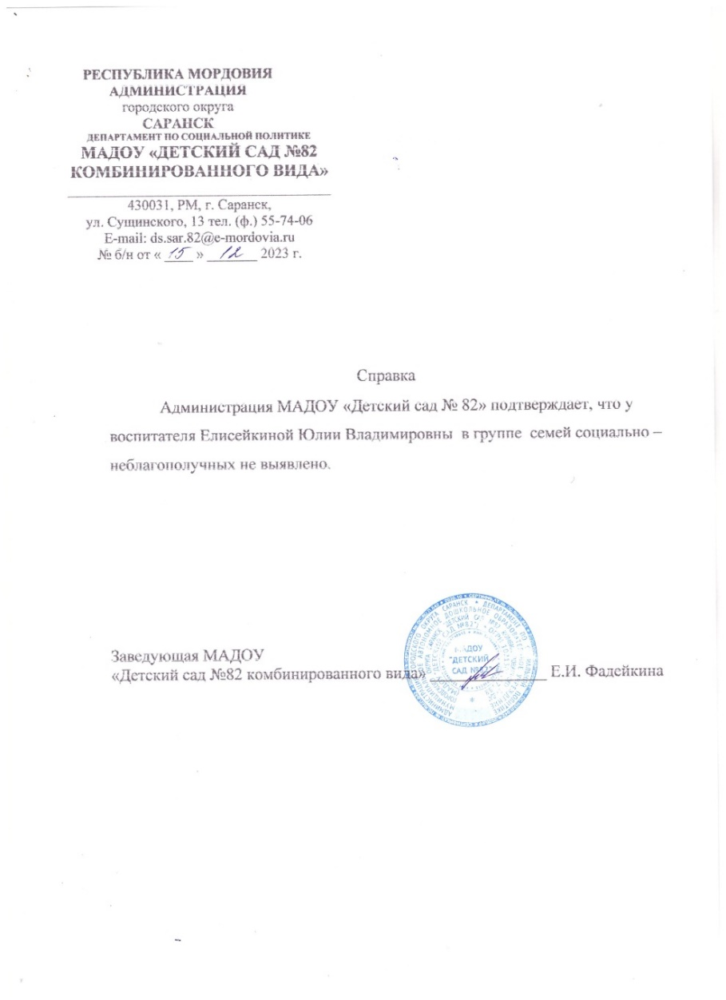 РЕСПУБЛИКА МОРДОВИЯ
АДМИНИСТРАЦИЯ
городского округа
САРАНСК
ДЕПАРТАМЕНТ ПО СОЦИАЛЬНОЙ ПОЛИТИКЕ
МАДОУ «ДЕТСКИЙ САД №82
КОМБИНИРОВАННОГО ВИДА»
430031, РМ, г. Саранск,
ул. Сущинского, 13 тел. (ф.) 55-74-06
E-mail: ds.sar.82@e-mordovia.ru
№ б/н от « 15 » 12 2023 г.
Справка
Администрация МАДОУ «Детский сад № 82» подтверждает, что у
воспитателя Елисейкиной Юлии Владимировны в группе семей социально –
неблагополучных не выявлено.
Заведующая МАДОУ
«Детский сад №82 комбинированного вида» Е.И. Фадейкина
МАДОУ
"ДЕТСКИЙ
САД